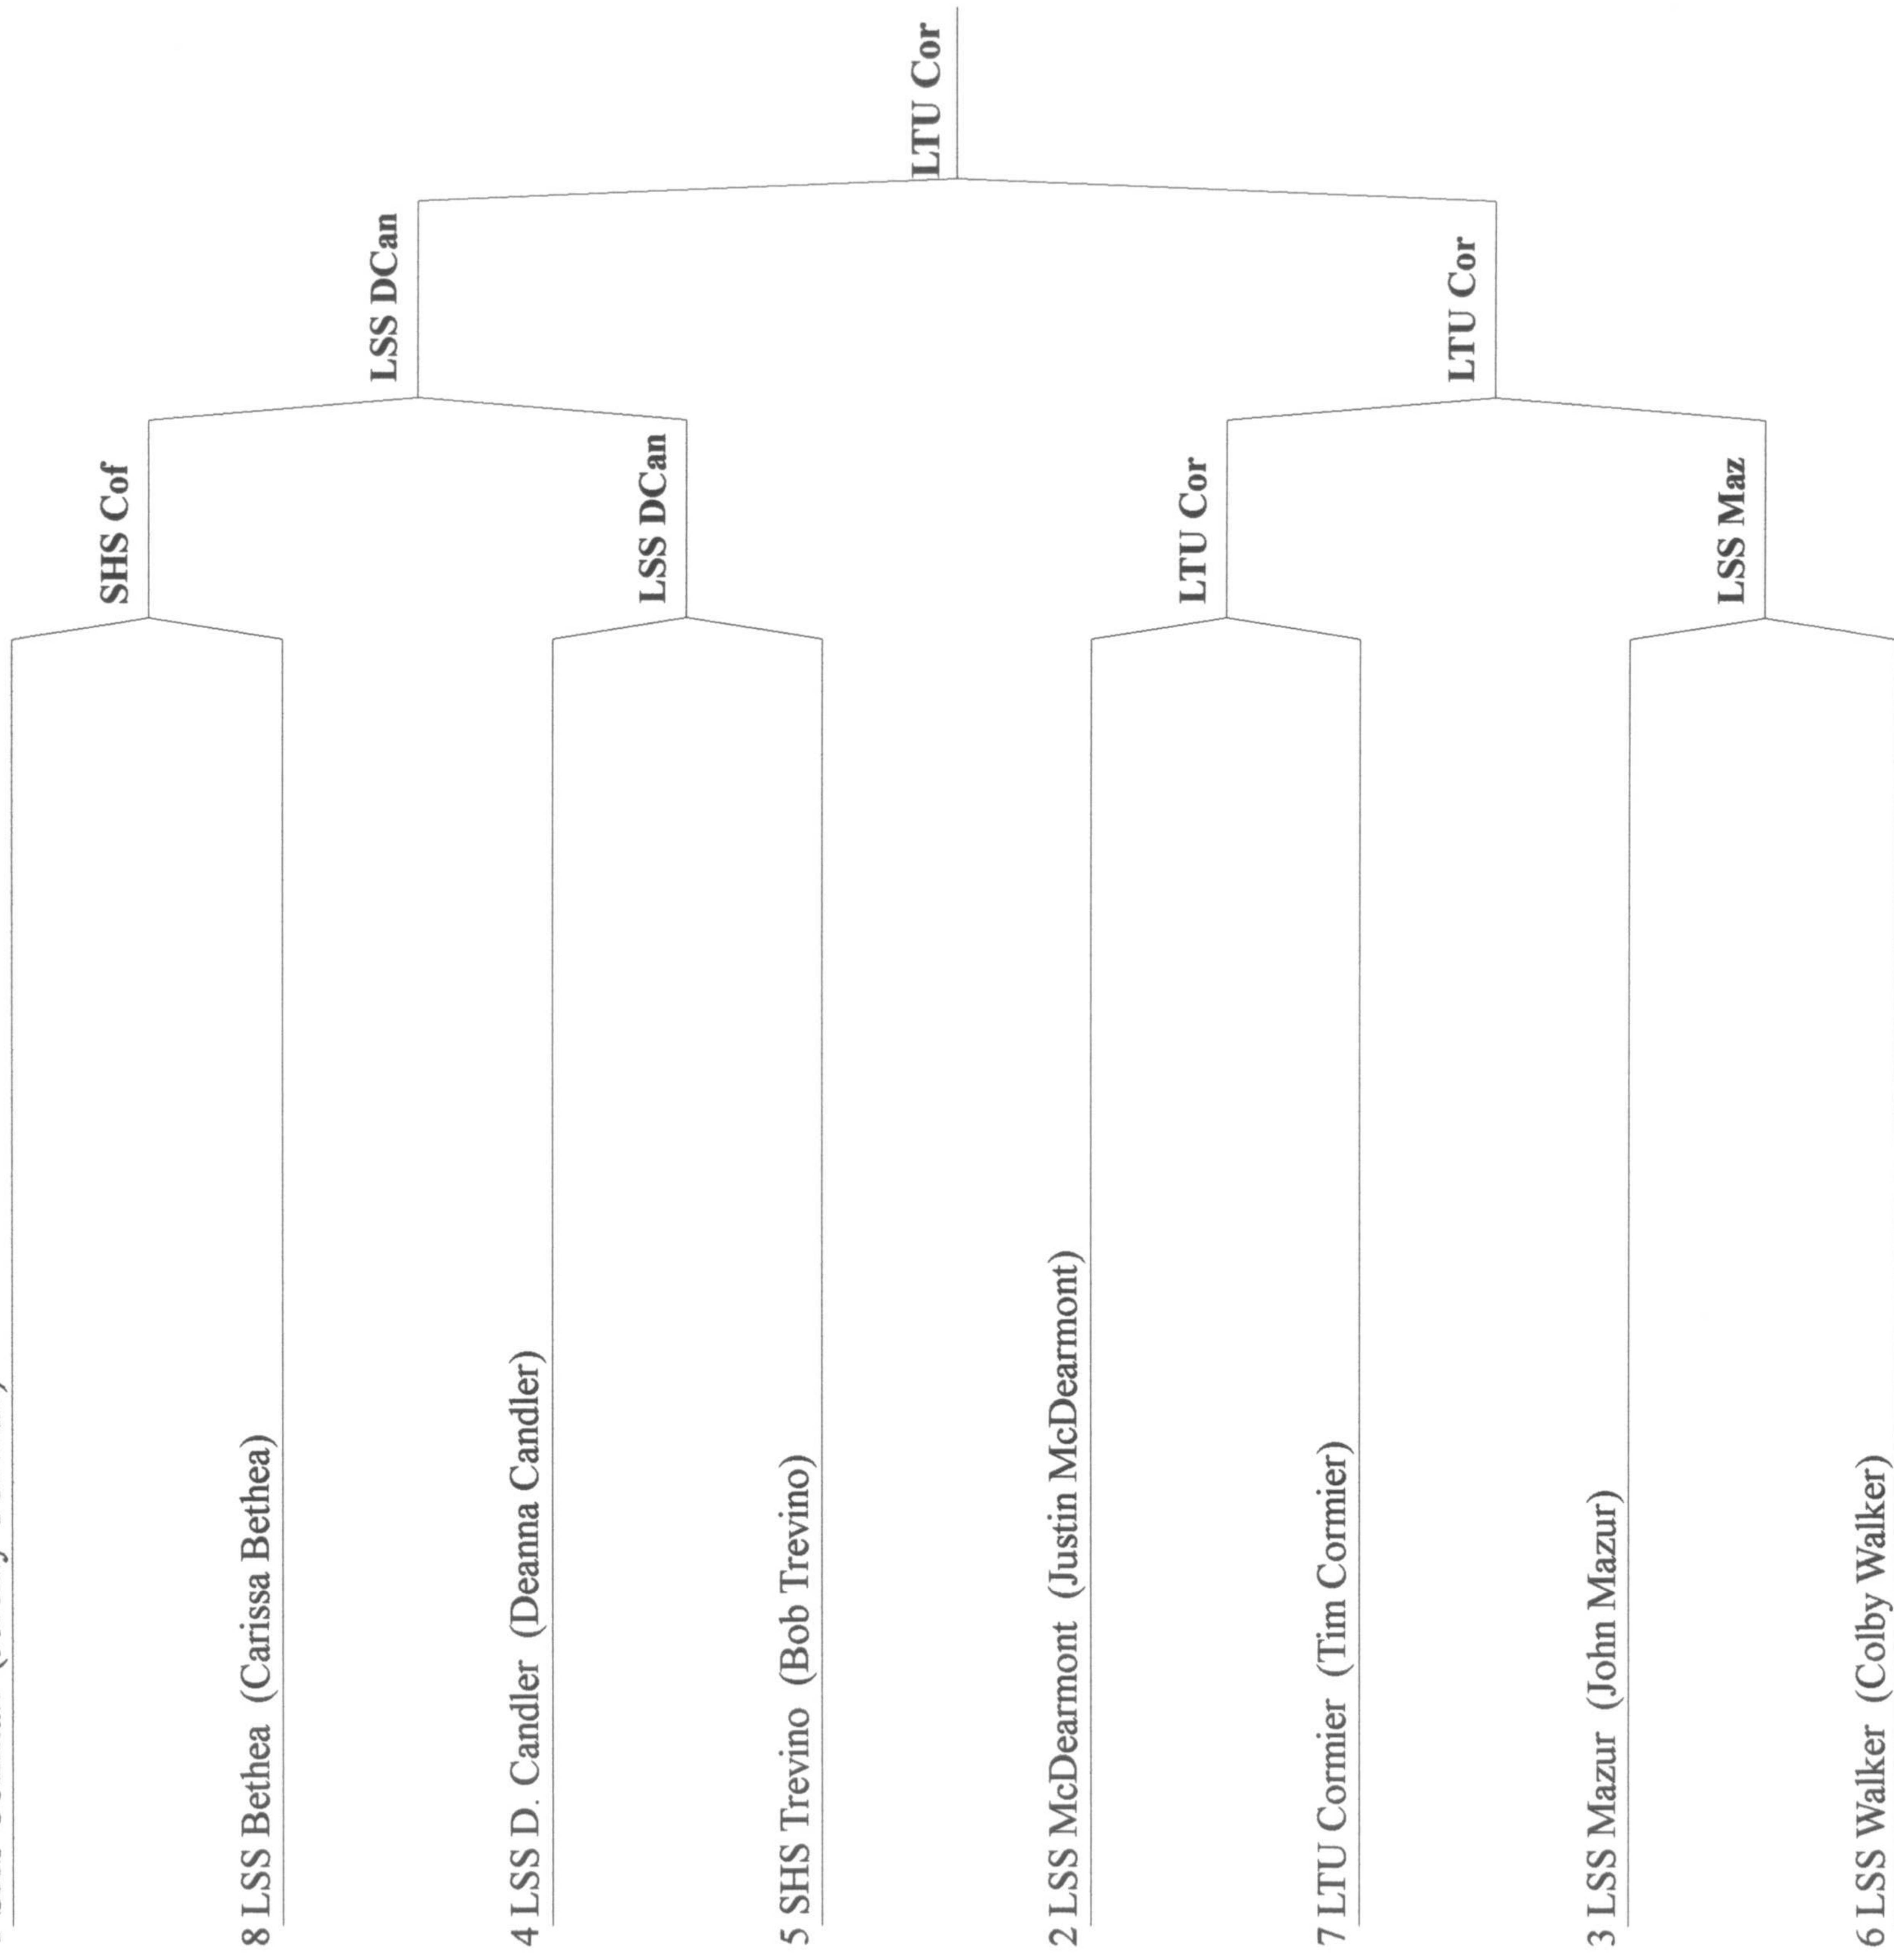 8 LSS Bethea (Carissa Bethea)
4 LSS D. Candler (Deanna Candler)
5 SHS Trevino (Bob Trevino)
2 LSS McDearmont (Justin McDearmont)
7 LTU Cormier (Tim Cormier)
3 LSS Mazur (John Mazur)
6 LSS Walker (Colby Walker)
SHS Cof
LSS DCan
LTU Cor
LSS Maz
LSS DCan
LTU Cor
LTU Cor